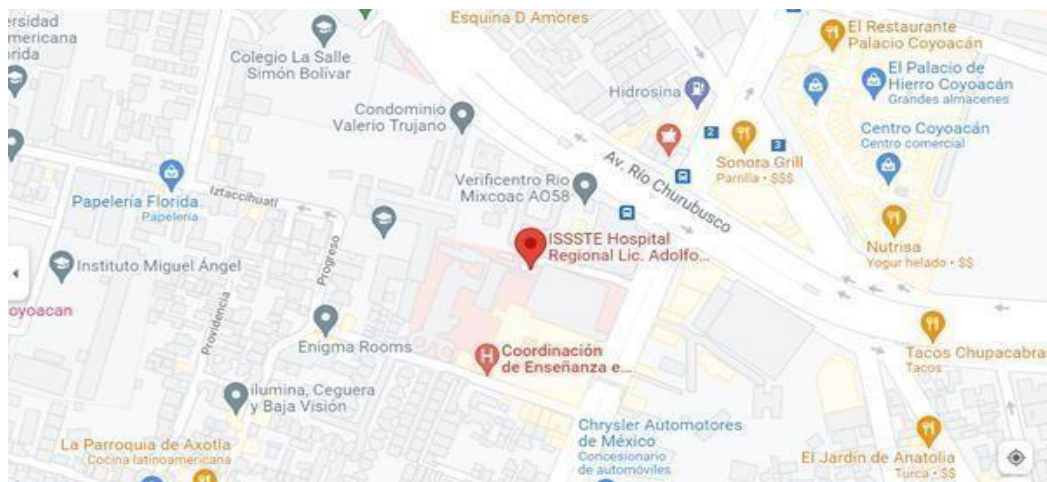 ersidad
mericana
rida
Colegio La Salle
Simón Bolívar
Esquina D Amores
El Restaurante
Palacio Coyoacán
El Palacio de
Hierro Coyoacán
Grandes almacenes
Hidrosina
Condominio
Valerio Trujano
2
3
Sonora Grill
Parrilla • $$$
Centro Coyoacán
Centro comercial
Av. Río Churubusco
Verificentro Rio
Mixcoac AO58
Papelería Florida
Papelería
Iztaccihuatl
Progreso
ISSSTE Hospital
Regional Lic. Adolfo...
Nutrisa
Yogur helado • $$
Instituto Miguel Ángel
oyoacan
Providencia
Enigma Rooms
H
Coordinación
de Enseñanza e...
Tacos Chupacabra
Tacos
ilumina, Ceguera
y Baja Visión
Chrysler Automotores
de México
Concesionario
de automóviles
La Parroquia de Axotla
Cocina latinoamericana
El Jardín de Anatolia
Turca • $$